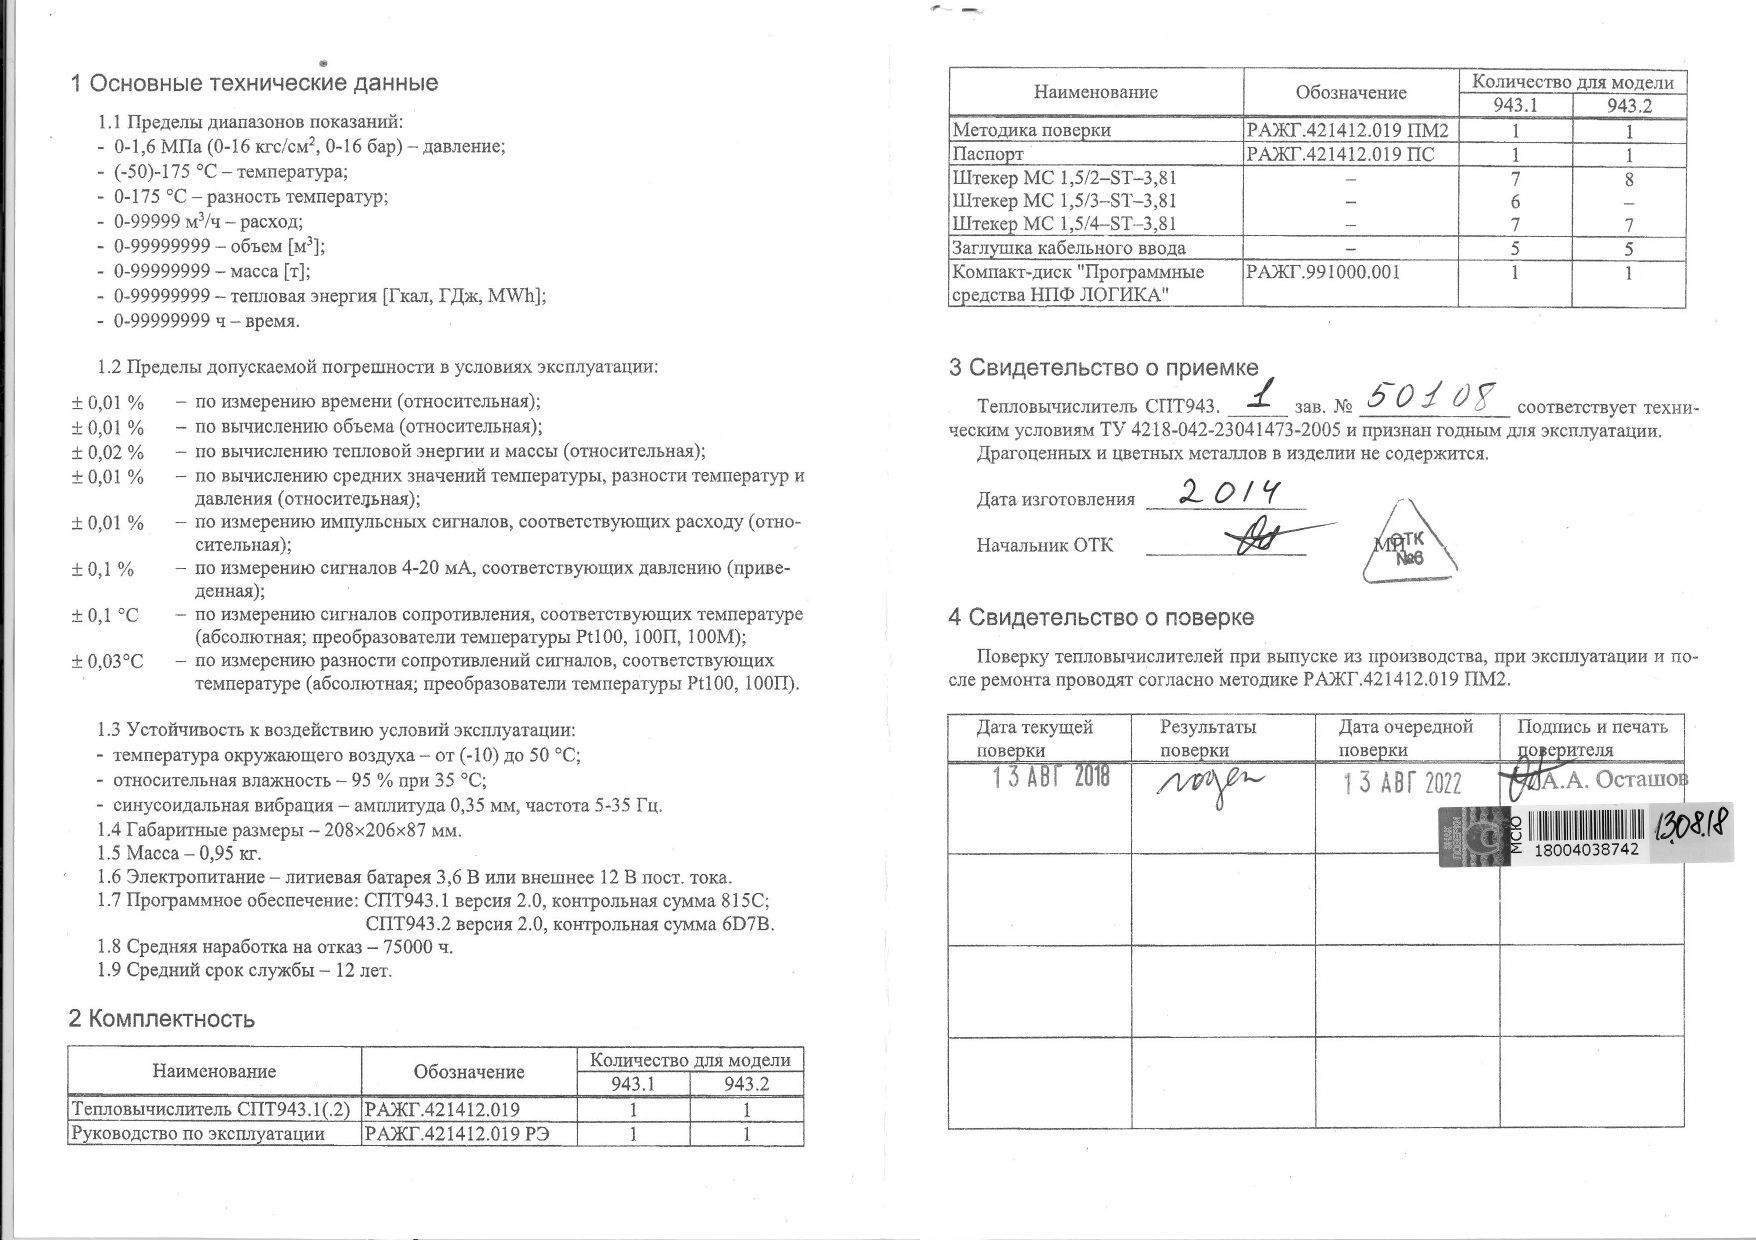 1 Основные технические данные
1.1 Пределы диапазонов показаний:
- 0-1,6 МПа (0-16 кгс/см², 0-16 бар) – давление;
- (-50)-175 °С – температура;
- 0-175 °С – разность температур;
- 0-99999 м³/ч – расход;
- 0-99999999 – объем [м³];
- 0-99999999 – масса [т];
- 0-99999999 – тепловая энергия [Гкал, ГДж, MWh];
- 0-99999999 ч – время.
1.2 Пределы допускаемой погрешности в условиях эксплуатации:
± 0,01 % – по измерению времени (относительная);
± 0,01 % – по вычислению объема (относительная);
± 0,02 % – по вычислению тепловой энергии и массы (относительная);
± 0,01 % – по вычислению средних значений температуры, разности температур и
давления (относительная);
± 0,01 % – по измерению импульсных сигналов, соответствующих расходу (отно-
сительная);
± 0,1 % – по измерению сигналов 4-20 мА, соответствующих давлению (приве-
денная);
± 0,1 °С – по измерению сигналов сопротивления, соответствующих температуре
(абсолютная; преобразователи температуры Pt100, 100П, 100М);
± 0,03°С – по измерению разности сопротивлений сигналов, соответствующих
температуре (абсолютная; преобразователи температуры Pt100, 100П).
1.3 Устойчивость к воздействию условий эксплуатации:
- температура окружающего воздуха – от (-10) до 50 °С;
- относительная влажность – 95 % при 35 °С;
- синусоидальная вибрация – амплитуда 0,35 мм, частота 5-35 Гц.
1.4 Габаритные размеры – 208×206×87 мм.
1.5 Масса – 0,95 кг.
1.6 Электропитание – литиевая батарея 3,6 В или внешнее 12 В пост. тока.
1.7 Программное обеспечение: СПТ943.1 версия 2.0, контрольная сумма 815С;
СПТ943.2 версия 2.0, контрольная сумма 6D7B.
1.8 Средняя наработка на отказ – 75000 ч.
1.9 Средний срок службы – 12 лет.
2 Комплектность
Наименование Обозначение Количество для модели
943.1 943.2
Тепловычислитель СПТ943.1(.2) РАЖГ.421412.019 1 1
Руководство по эксплуатации РАЖГ.421412.019 РЭ 1 1
Наименование Обозначение Количество для модели
943.1 943.2
Методика поверки РАЖГ.421412.019 ПМ2 1 1
Паспорт РАЖГ.421412.019 ПС 1 1
Штекер МС 1,5/2–ST–3,81 – 7 8
Штекер МС 1,5/3–ST–3,81 – 6 –
Штекер МС 1,5/4–ST–3,81 – 7 7
Заглушка кабельного ввода – 5 5
Компакт-диск "Программные РАЖГ.991000.001 1 1
средства НПФ ЛОГИКА"
3 Свидетельство о приемке
Тепловычислитель СПТ943. 1 зав. № 50108 соответствует техни-
ческим условиям ТУ 4218-042-23041473-2005 и признан годным для эксплуатации.
Драгоценных и цветных металлов в изделии не содержится.
Дата изготовления 2014
Начальник ОТК
МП
ОТК
№6
4 Свидетельство о поверке
Поверку тепловычислителей при выпуске из производства, при эксплуатации и по-
сле ремонта проводят согласно методике РАЖГ.421412.019 ПМ2.
Дата текущей Результаты Дата очередной Подпись и печать
поверки поверки поверки поверителя
13 АВГ 2018 годен 13 АВГ 2022 А.А. Осташов
ЗНАК ПОВЕРКИ МСЮ 18004038742 13.08.18